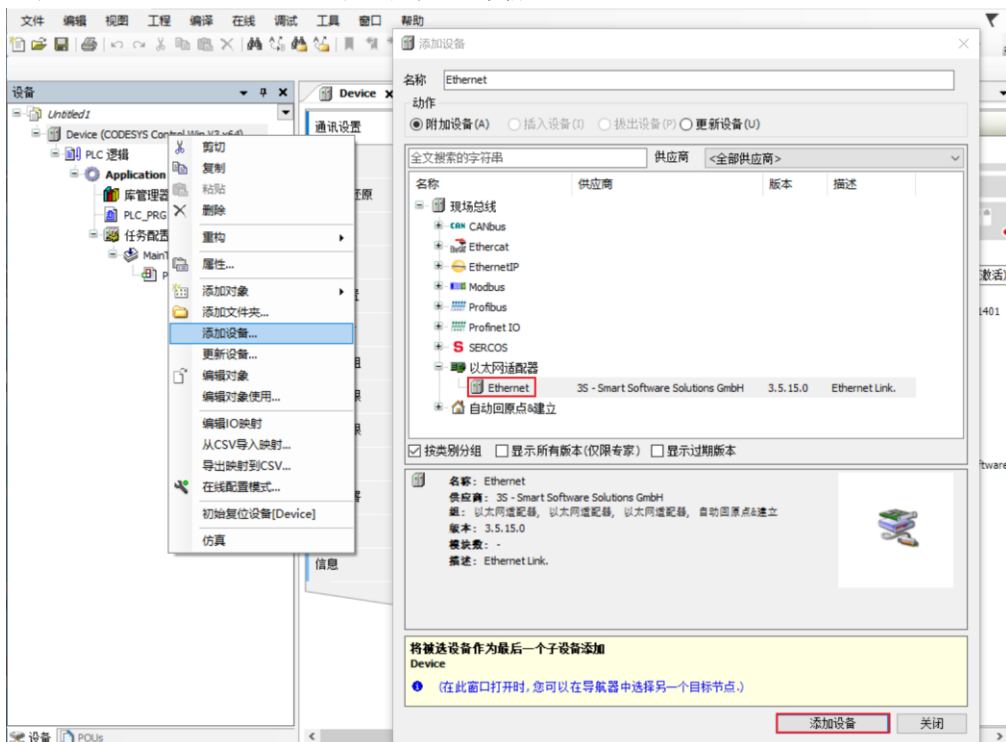 文件 编辑 视图 工程 编译 在线 调试 工具 窗口 帮助
设备
Untitled1
Device (CODESYS Control Win V3 x64)
PLC 逻辑
Application
库管理器
PLC_PRG
任务配置
MainT
P
设备 POUs
剪切
复制
粘贴
删除
重构
属性...
添加对象
添加文件夹...
添加设备...
更新设备...
编辑对象
编辑对象使用...
编辑IO映射
从CSV导入映射...
导出映射到CSV...
在线配置模式...
初始复位设备[Device]
仿真
Device
通讯设置
还原
信息
添加设备
名称 Ethernet
动作
附加设备(A) 插入设备(I) 拔出设备(P) 更新设备(U)
全文搜索的字符串 供应商 <全部供应商>
名称 供应商 版本 描述
现场总线
CAN CANbus
Ethercat
EthernetIP
Modbus
Profibus
Profinet IO
SERCOS
以太网适配器
Ethernet 3S - Smart Software Solutions GmbH 3.5.15.0 Ethernet Link.
自动回原点&建立
按类别分组 显示所有版本(仅限专家) 显示过期版本
名称: Ethernet
供应商: 3S - Smart Software Solutions GmbH
组: 以太网适配器, 以太网适配器, 以太网适配器, 自动回原点&建立
版本: 3.5.15.0
模块数: -
描述: Ethernet Link.
将被选设备作为最后一个子设备添加
Device
(在此窗口打开时,您可以在导航器中选择另一个目标节点.)
添加设备 关闭
激活)
1401
ftware